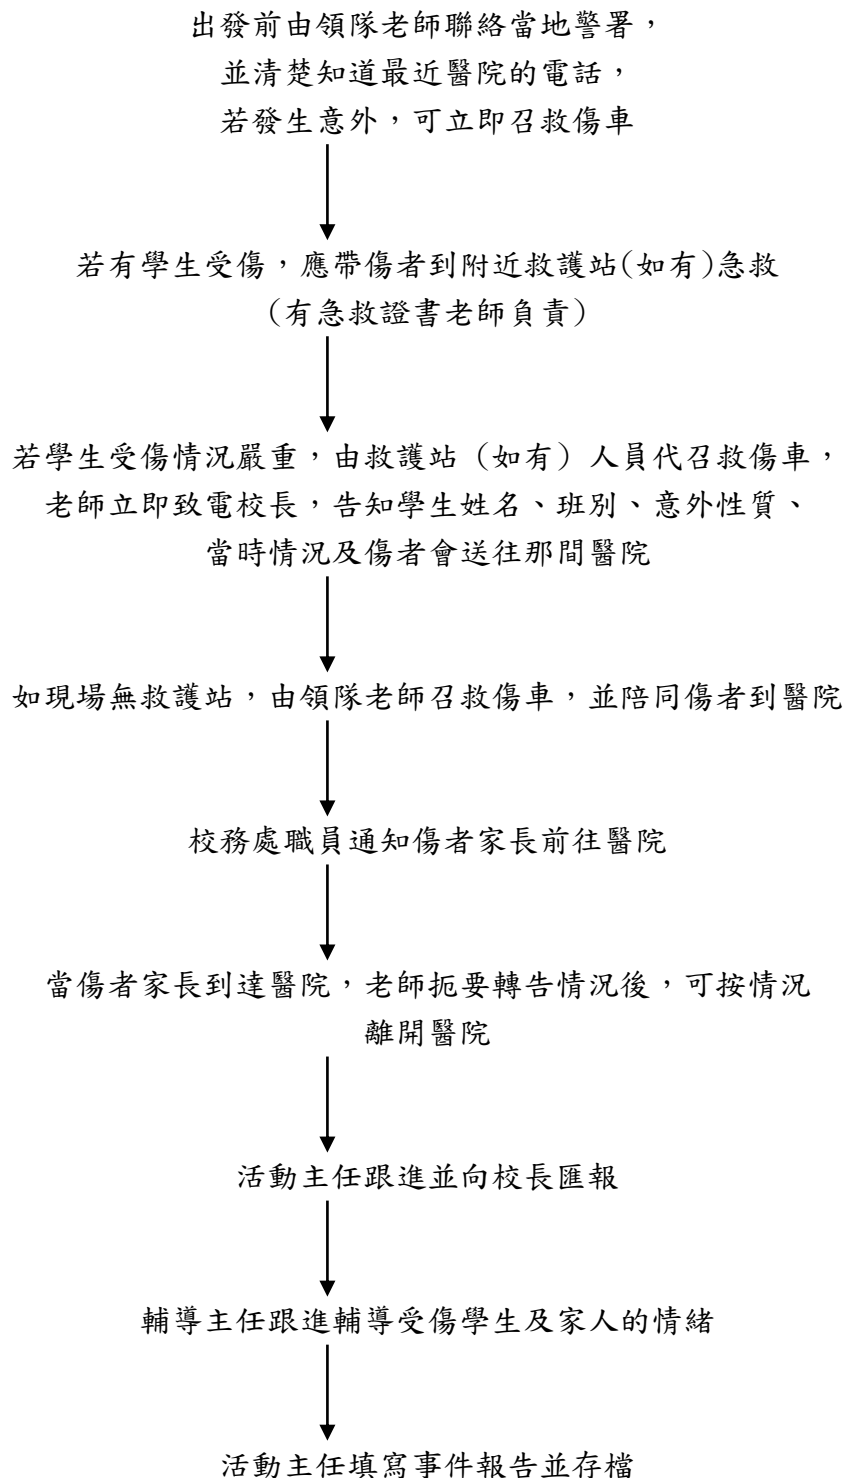 出發前由領隊老師聯絡當地警署，
並清楚知道最近醫院的電話，
若發生意外，可立即召救傷車
若有學生受傷，應帶傷者到附近救護站(如有)急救
(有急救證書老師負責)
若學生受傷情況嚴重，由救護站（如有）人員代召救傷車，
老師立即致電校長，告知學生姓名、班別、意外性質、
當時情況及傷者會送往那間醫院
如現場無救護站，由領隊老師召救傷車，並陪同傷者到醫院
校務處職員通知傷者家長前往醫院
當傷者家長到達醫院，老師扼要轉告情況後，可按情況
離開醫院
活動主任跟進並向校長匯報
輔導主任跟進輔導受傷學生及家人的情緒
活動主任填寫事件報告並存檔